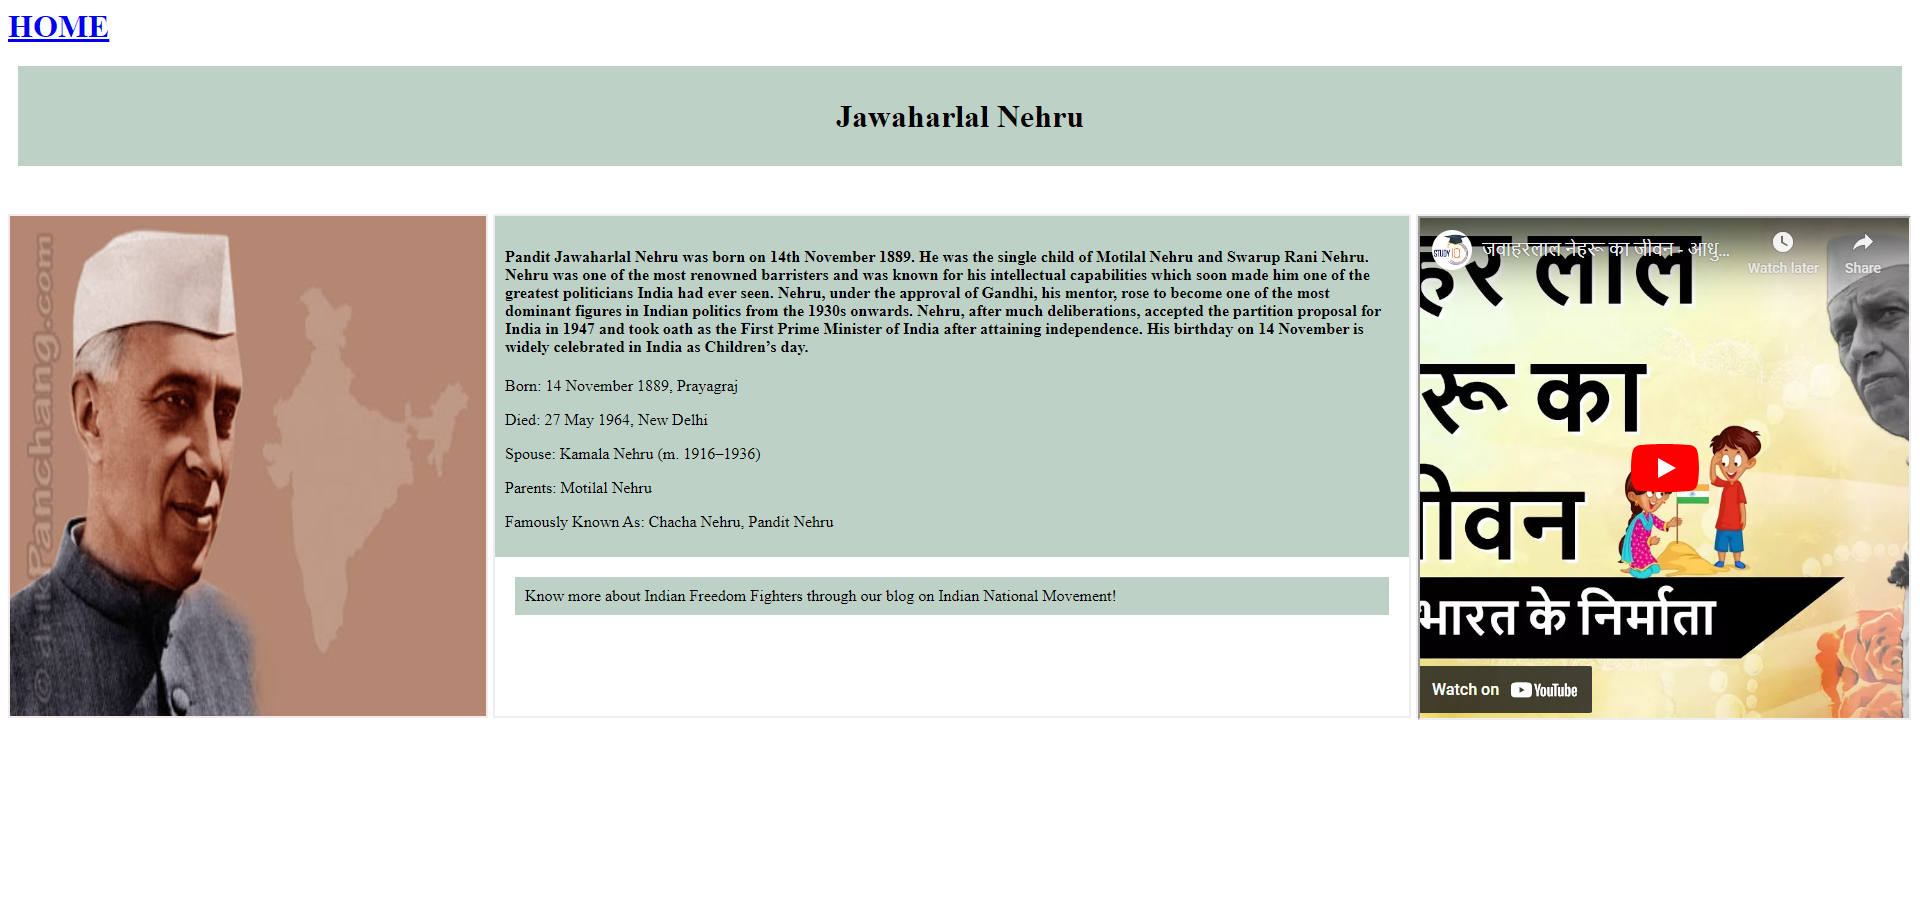 HOME
Jawaharlal Nehru
Pandit Jawaharlal Nehru was born on 14th November 1889. He was the single child of Motilal Nehru and Swarup Rani Nehru.
Nehru was one of the most renowned barristers and was known for his intellectual capabilities which soon made him one of the
greatest politicians India had ever seen. Nehru, under the approval of Gandhi, his mentor, rose to become one of the most
dominant figures in Indian politics from the 1930s onwards. Nehru, after much deliberations, accepted the partition proposal for
India in 1947 and took oath as the First Prime Minister of India after attaining independence. His birthday on 14 November is
widely celebrated in India as Children’s day.
Born: 14 November 1889, Prayagraj
Died: 27 May 1964, New Delhi
Spouse: Kamala Nehru (m. 1916–1936)
Parents: Motilal Nehru
Famously Known As: Chacha Nehru, Pandit Nehru
Know more about Indian Freedom Fighters through our blog on Indian National Movement!
STUDY IQ
जवाहरलाल नेहरू का जीवन - आधु...
Watch later
Share
हर लाल
रू का
ीवन
भारत के निर्माता
Watch on YouTube